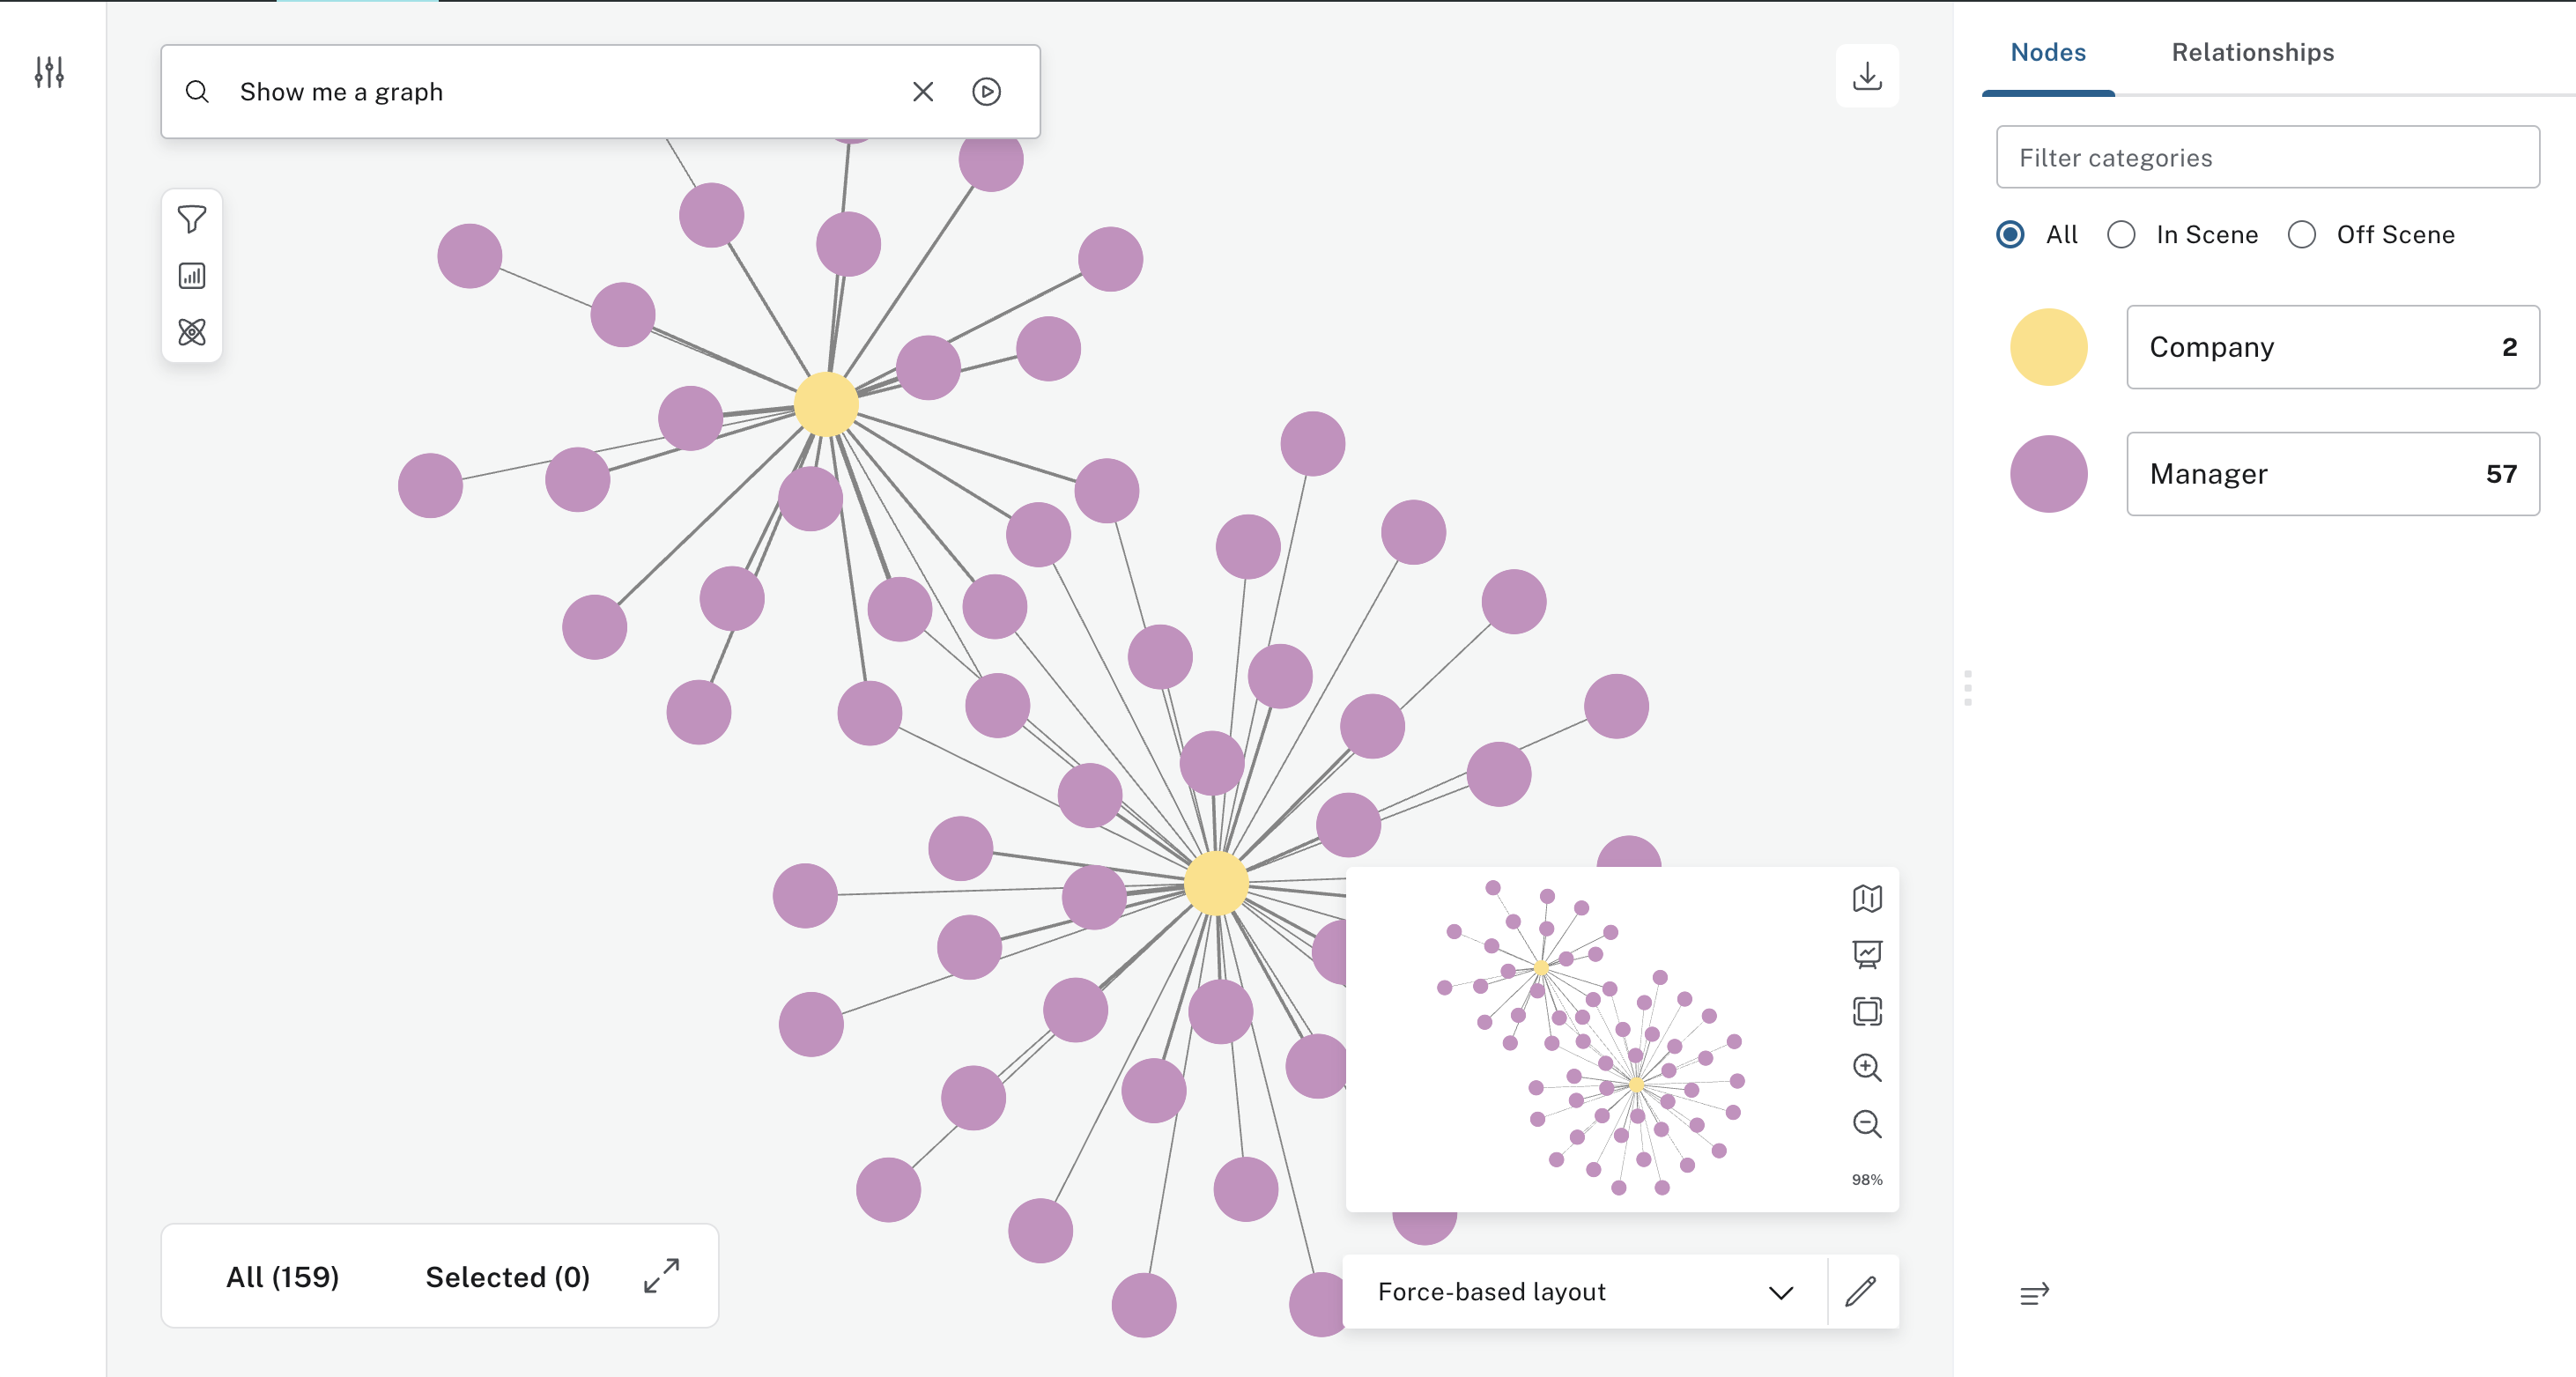 Show me a graph
Nodes
Relationships
Filter categories
All
In Scene
Off Scene
Company
2
Manager
57
98%
All (159)
Selected (0)
Force-based layout